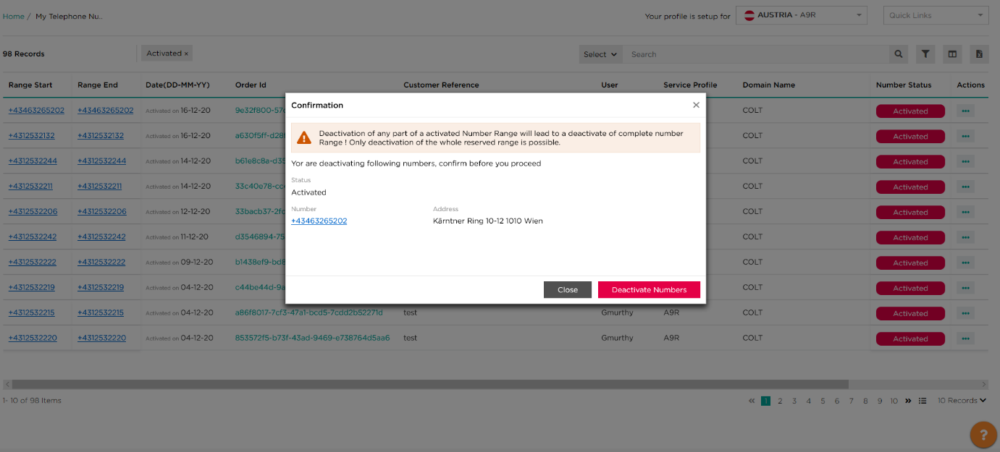 Home / My Telephone Nu..
Your profile is setup for
AUSTRIA - A9R
Quick Links
98 Records
Activated ×
Select
Search
Range Start Range End Date(DD-MM-YY) Order Id Customer Reference User Service Profile Domain Name Number Status Actions
+43463265202 +43463265202 Activated on 16-12-20 9e32f800-57 COLT Activated
+4312532132 +4312532132 Activated on 16-12-20 a630f5ff-d28 COLT Activated
+4312532244 +4312532244 Activated on 14-12-20 b61e8c8a-d35 COLT Activated
+4312532211 +4312532211 Activated on 14-12-20 33c40e78-cc COLT Activated
+4312532206 +4312532206 Activated on 12-12-20 33bacb37-2f COLT Activated
+4312532242 +4312532242 Activated on 11-12-20 d3546894-75 COLT Activated
+4312532222 +4312532222 Activated on 09-12-20 b1438ef9-bd8 COLT Activated
+4312532219 +4312532219 Activated on 04-12-20 c44be44d-9a COLT Activated
+4312532215 +4312532215 Activated on 04-12-20 a86f8017-7cf3-47a1-bcd5-7cdd2b52271d test Gmurthy A9R COLT Activated
+4312532220 +4312532220 Activated on 04-12-20 853572f5-b73f-43ad-9469-e738764d5aa6 test Gmurthy A9R COLT Activated
Confirmation
Deactivation of any part of a activated Number Range will lead to a deactivate of complete number
Range ! Only deactivation of the whole reserved range is possible.
Yor are deactivating following numbers, confirm before you proceed
Status
Activated
Number Address
+43463265202 Kärntner Ring 10-12 1010 Wien
Close Deactivate Numbers
1- 10 of 98 Items
« 1 2 3 4 5 6 7 8 9 10 » 10 Records
?